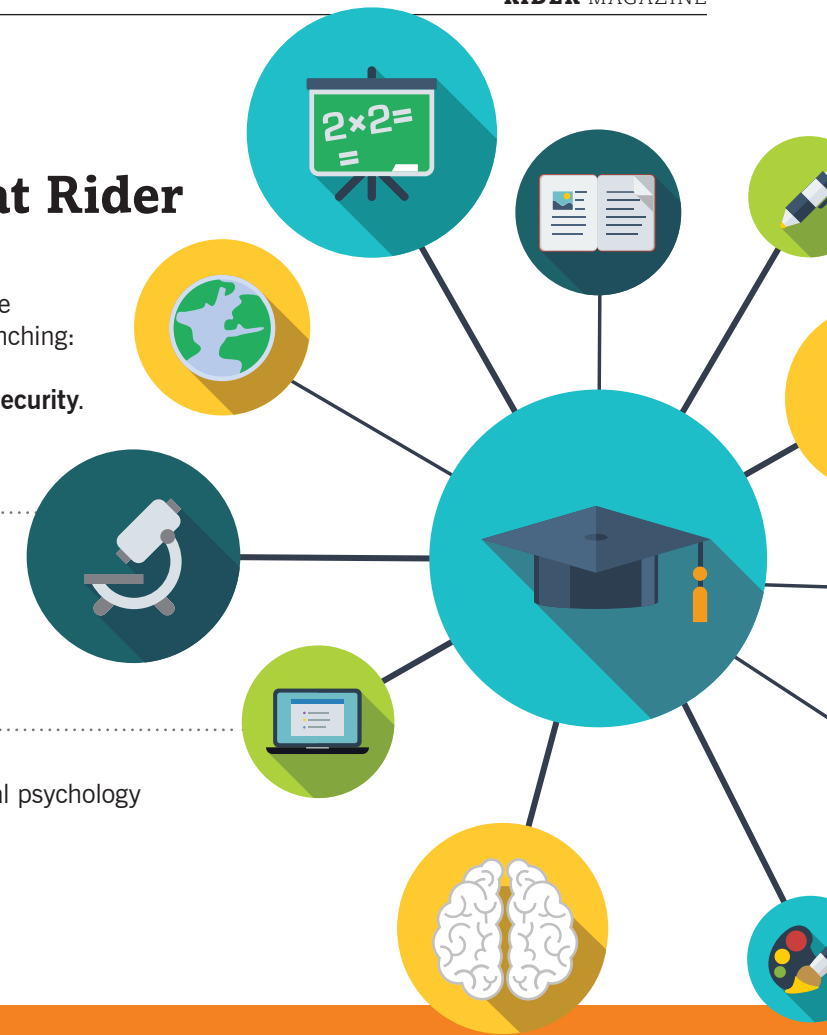 RIDER MAGAZINE
at Rider
e
nching:
ecurity.
2×2=
=
al psychology